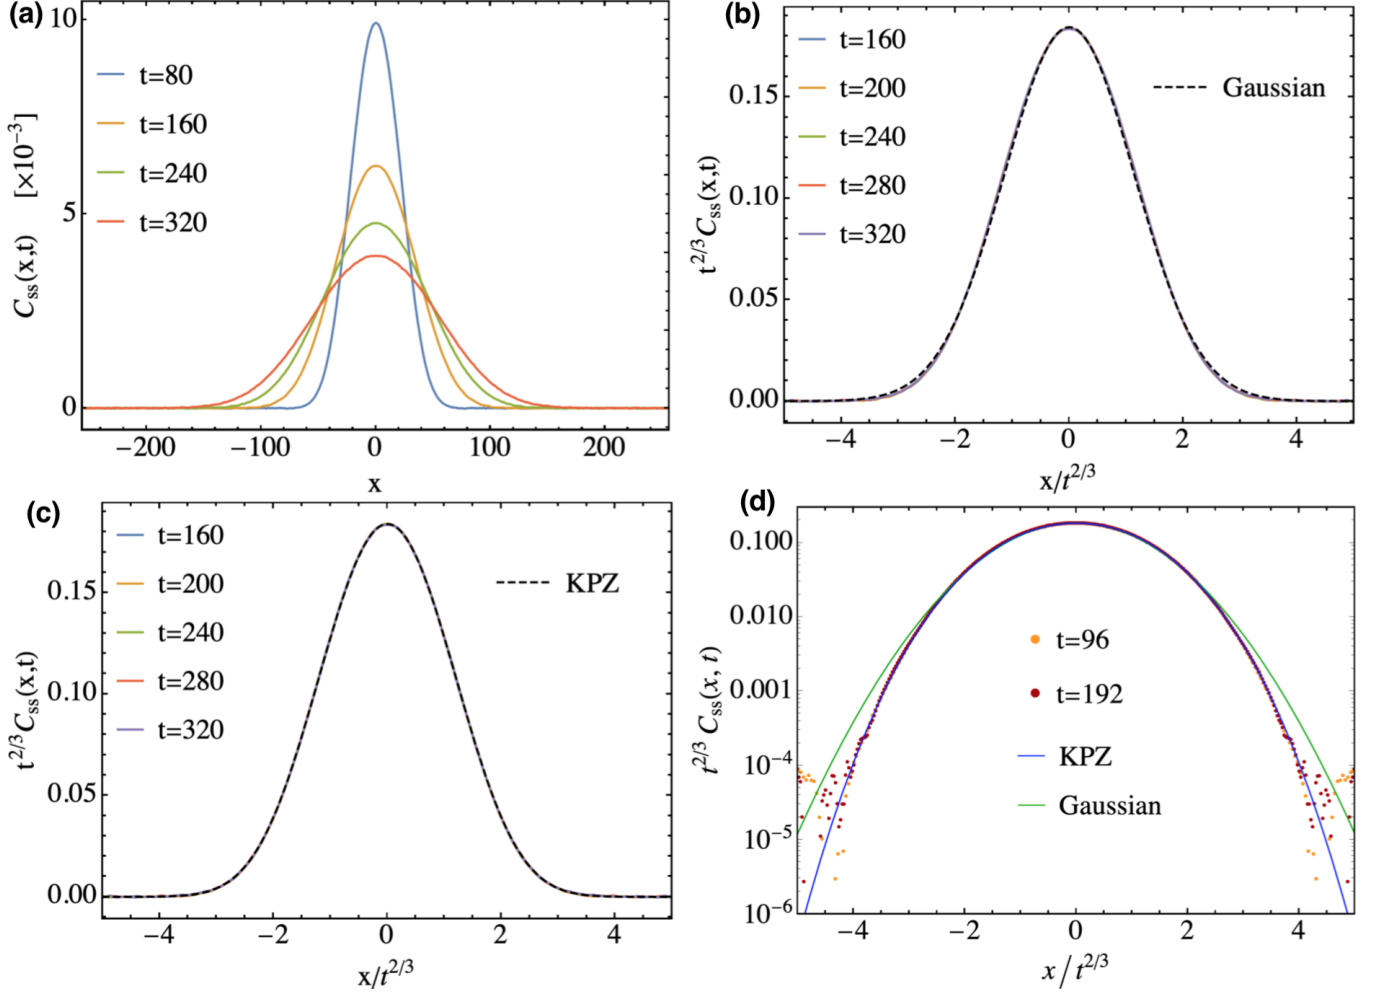 (a)
10
5
0
C_ss(x,t) [×10^−3]
t=80
t=160
t=240
t=320
−200 −100 0 100 200
x
(b)
0.15
0.10
0.05
0.00
t^2/3 C_ss(x,t)
t=160
t=200
t=240
t=280
t=320
Gaussian
−4 −2 0 2 4
x/t^2/3
(c)
0.15
0.10
0.05
0.00
t^2/3 C_ss(x,t)
t=160
t=200
t=240
t=280
t=320
KPZ
−4 −2 0 2 4
x/t^2/3
(d)
0.100
0.010
0.001
10^−4
10^−5
10^−6
t^2/3 C_ss(x, t)
t=96
t=192
KPZ
Gaussian
−4 −2 0 2 4
x / t^2/3